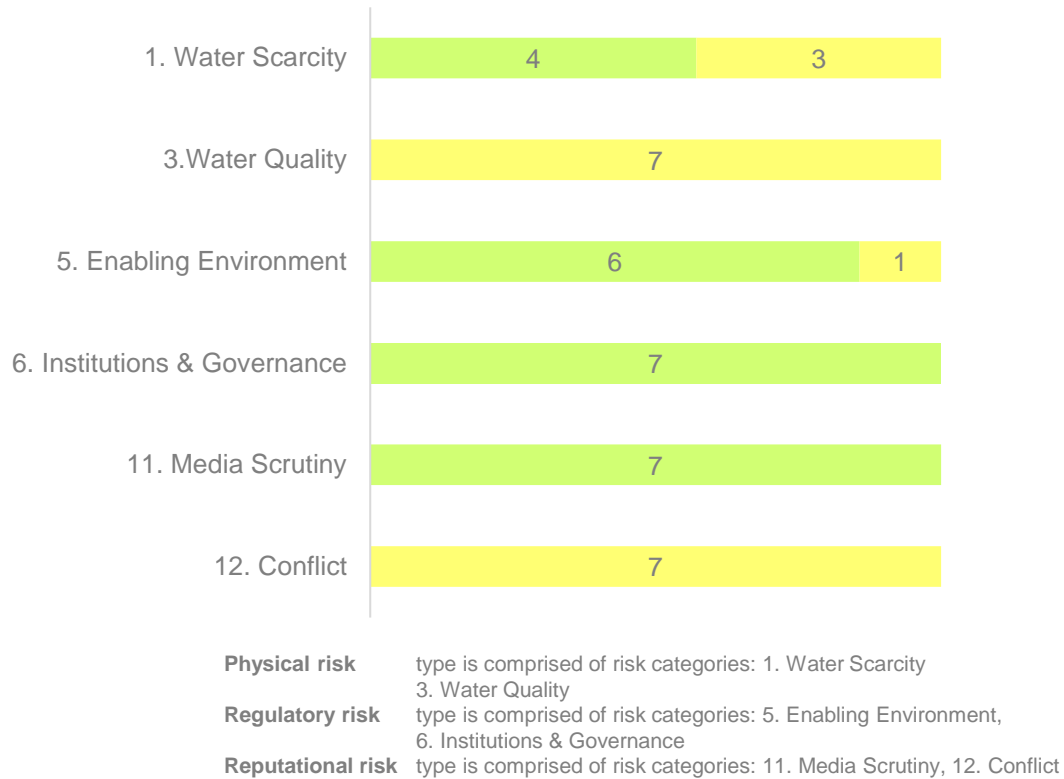 1. Water Scarcity 4 3
3.Water Quality 7
5. Enabling Environment 6 1
6. Institutions & Governance 7
11. Media Scrutiny 7
12. Conflict 7
Physical risk type is comprised of risk categories: 1. Water Scarcity
3. Water Quality
Regulatory risk type is comprised of risk categories: 5. Enabling Environment,
6. Institutions & Governance
Reputational risk type is comprised of risk categories: 11. Media Scrutiny, 12. Conflict